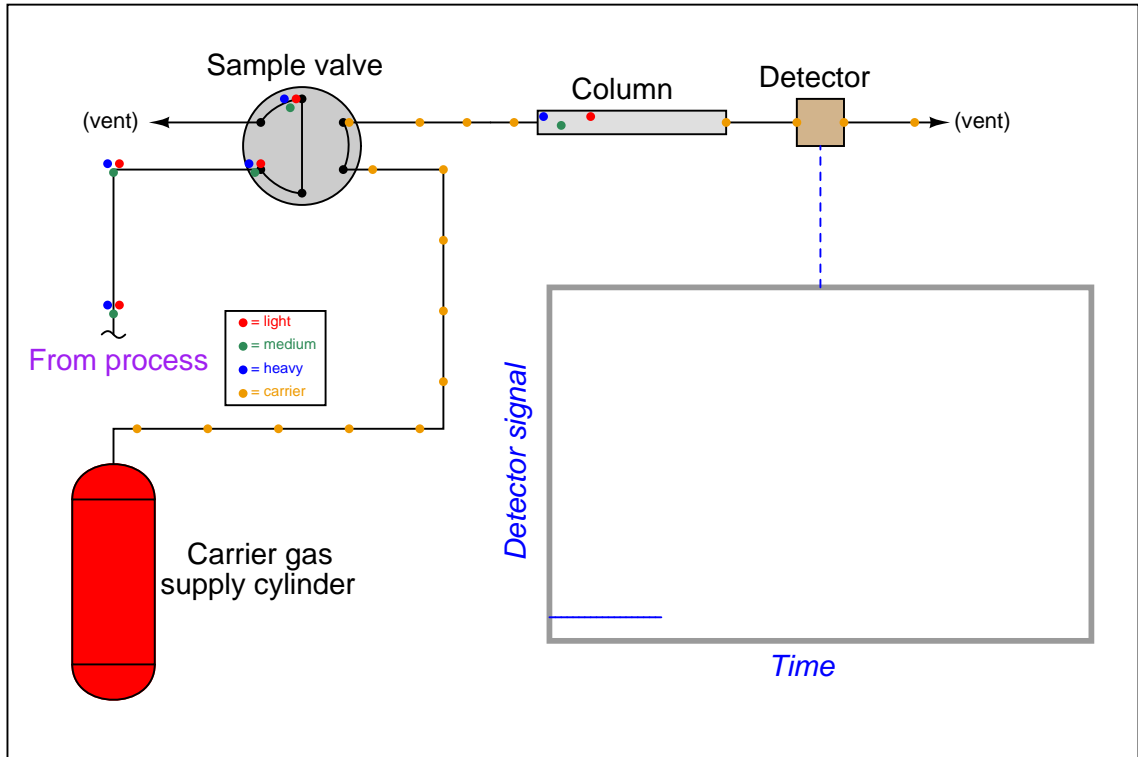 Sample valve
Column
Detector
(vent)
(vent)
= light
= medium
= heavy
= carrier
From process
Detector signal
Carrier gas
supply cylinder
Time